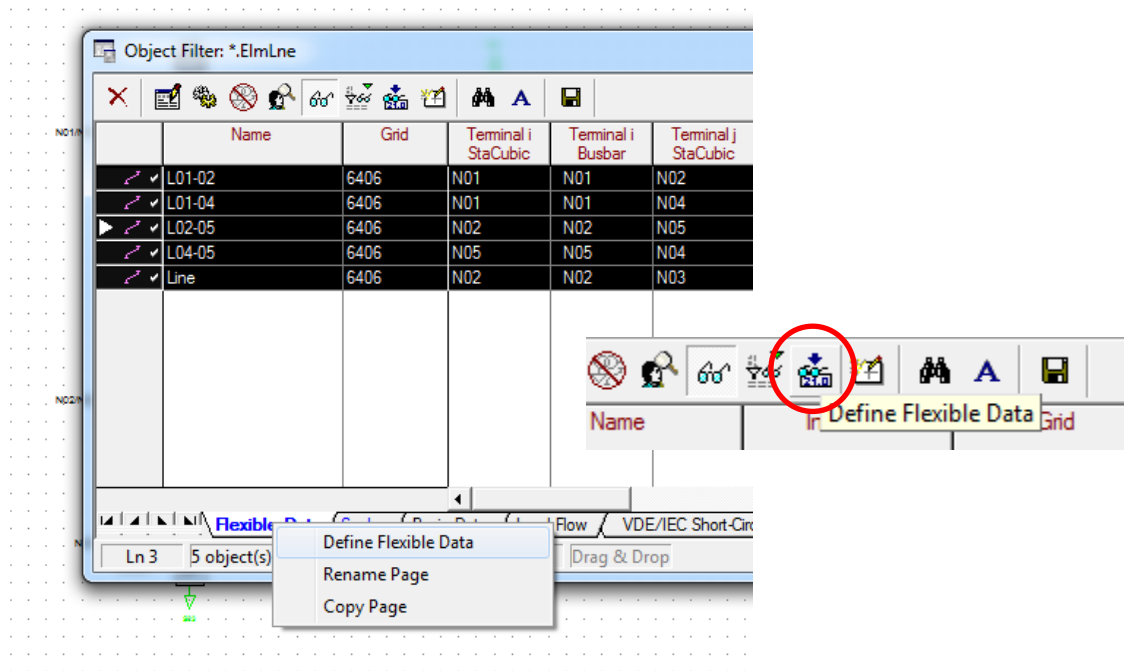 Object Filter: *.ElmLne
A
N01/N
Name Grid Terminal i StaCubic Terminal i Busbar Terminal j StaCubic
L01-02 6406 N01 N01 N02
L01-04 6406 N01 N01 N04
L02-05 6406 N02 N02 N05
L04-05 6406 N05 N05 N04
Line 6406 N02 N02 N03
A
Define Flexible Data
Name Grid
N02/N
Flexible Flow VDE/IEC Short-Circ
Ln 3 5 object(s) Drag & Drop
Define Flexible Data
Rename Page
Copy Page